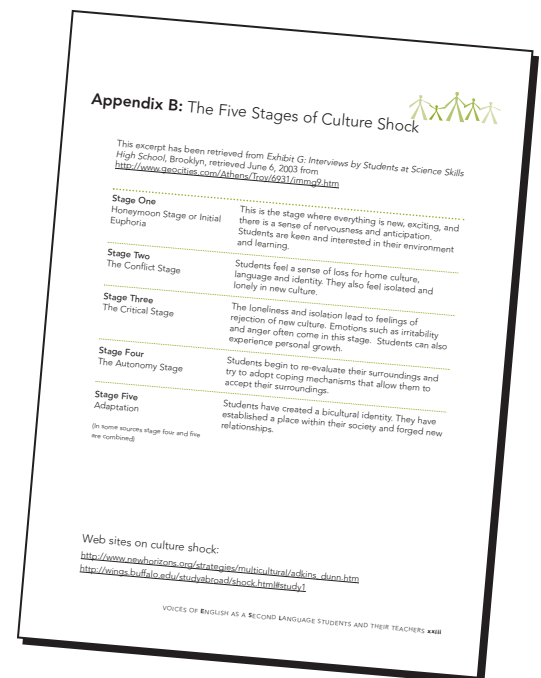 Appendix B: The Five Stages of Culture Shock
This excerpt has been retrieved from Exhibit G: Interviews by Students at Science Skills
High School, Brooklyn, retrieved June 6, 2003 from
http://www.geocities.com/Athens/Troy/6931/immg9.htm
Stage One
Honeymoon Stage or Initial
Euphoria
This is the stage where everything is new, exciting, and
there is a sense of nervousness and anticipation.
Students are keen and interested in their environment
and learning.
Stage Two
The Conflict Stage
Students feel a sense of loss for home culture,
language and identity. They also feel isolated and
lonely in new culture.
Stage Three
The Critical Stage
The loneliness and isolation lead to feelings of
rejection of new culture. Emotions such as irritability
and anger often come in this stage. Students can also
experience personal growth.
Stage Four
The Autonomy Stage
Students begin to re-evaluate their surroundings and
try to adopt coping mechanisms that allow them to
accept their surroundings.
Stage Five
Adaptation
(In some sources stage four and five
are combined)
Students have created a bicultural identity. They have
established a place within their society and forged new
relationships.
Web sites on culture shock:
http://www.newhorizons.org/strategies/multicultural/adkins_dunn.htm
http://wings.buffalo.edu/studyabroad/shock.html#study1
VOICES OF ENGLISH AS A SECOND LANGUAGE STUDENTS AND THEIR TEACHERS xxiii